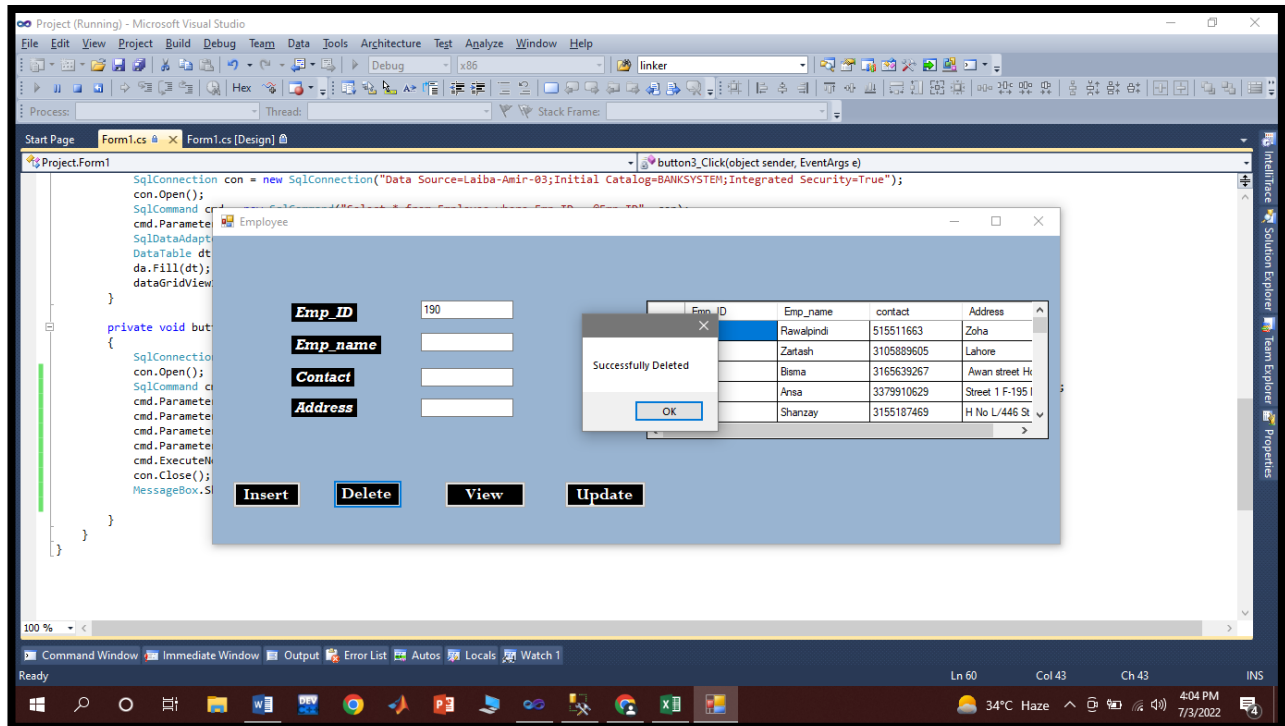 Project (Running) - Microsoft Visual Studio
File Edit View Project Build Debug Team Data Tools Architecture Test Analyze Window Help
Debug x86 linker
Hex
Process: Thread: Stack Frame:
Start Page Form1.cs Form1.cs [Design]
Project.Form1 button3_Click(object sender, EventArgs e)
SqlConnection con = new SqlConnection("Data Source=Laiba-Amir-03;Initial Catalog=BANKSYSTEM;Integrated Security=True");
con.Open();
cmd.Paramete
SqlDataAdapt
DataTable dt
da.Fill(dt);
dataGridView
}
private void but
{
SqlConnectio
con.Open();
SqlCommand c
cmd.Paramete
cmd.Paramete
cmd.Paramete
cmd.Paramete
cmd.ExecuteN
con.Close();
MessageBox.S
}
}
}
Employee
Emp_ID 190
Emp_name
Contact
Address
Insert Delete View Update
Emp_ID Emp_name contact Address
Rawalpindi 515511663 Zoha
Zartash 3105889605 Lahore
Bisma 3165639267 Awan street Ho
Ansa 3379910629 Street 1 F-195
Shanzay 3155187469 H No L/446 St
Successfully Deleted
OK
;
IntelliTrace
Solution Explorer
Team Explorer
Properties
100 %
Command Window Immediate Window Output Error List Autos Locals Watch 1
Ready Ln 60 Col 43 Ch 43 INS
34°C Haze 4:04 PM
7/3/2022